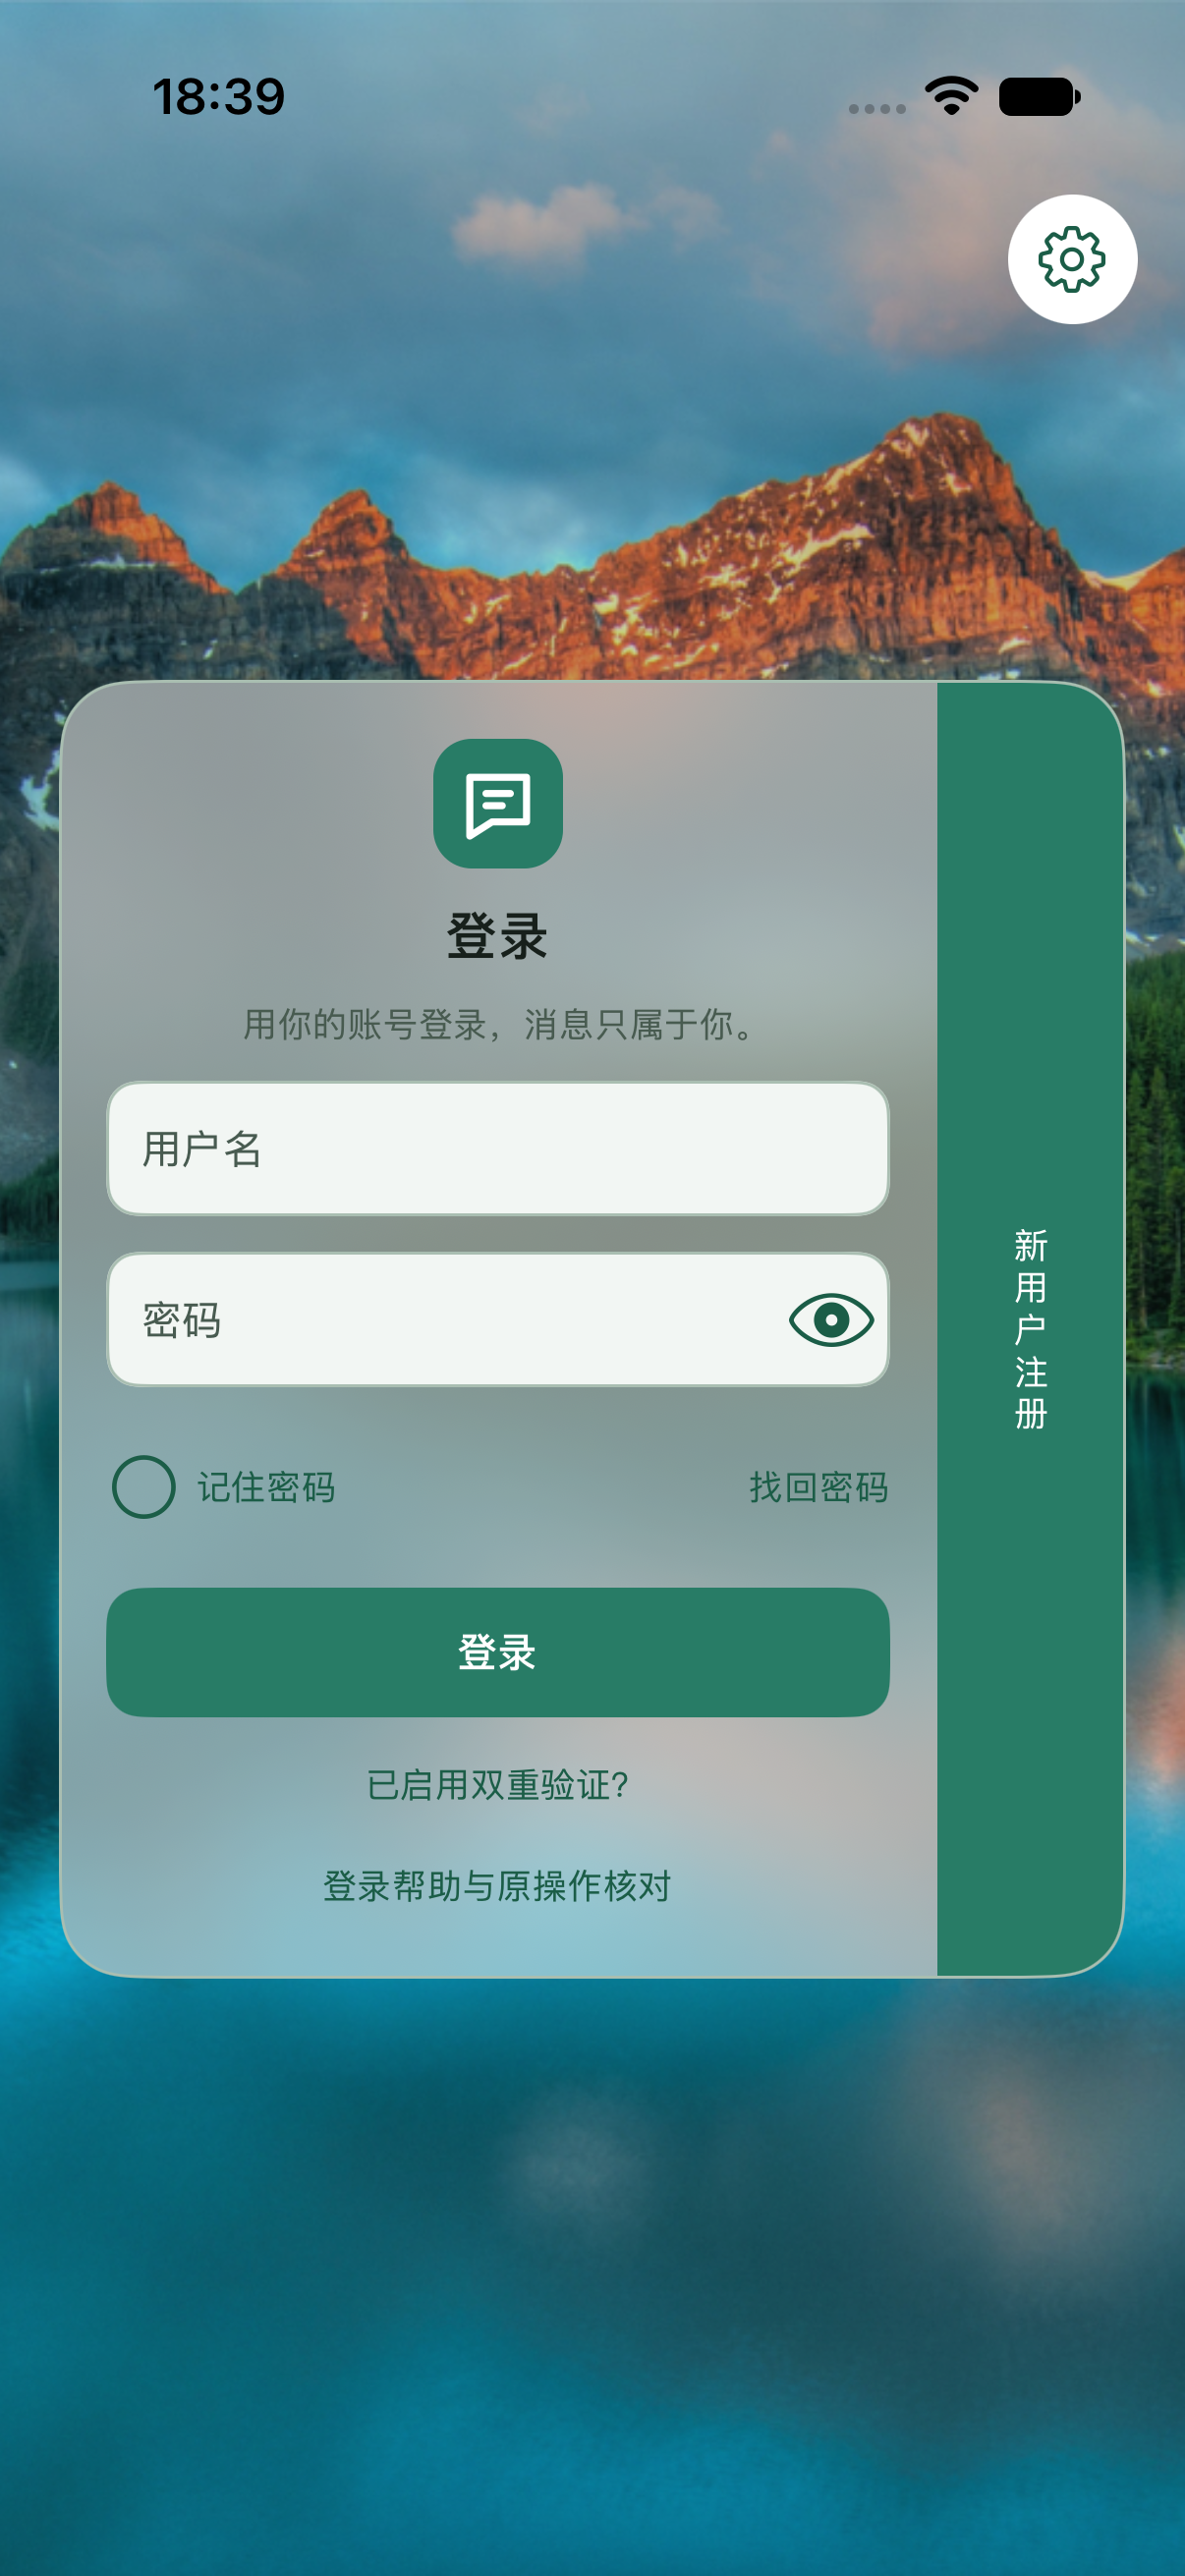 18:39
登录
用你的账号登录，消息只属于你。
用户名
密码
记住密码
找回密码
登录
已启用双重验证?
登录帮助与原操作核对
新用户注册